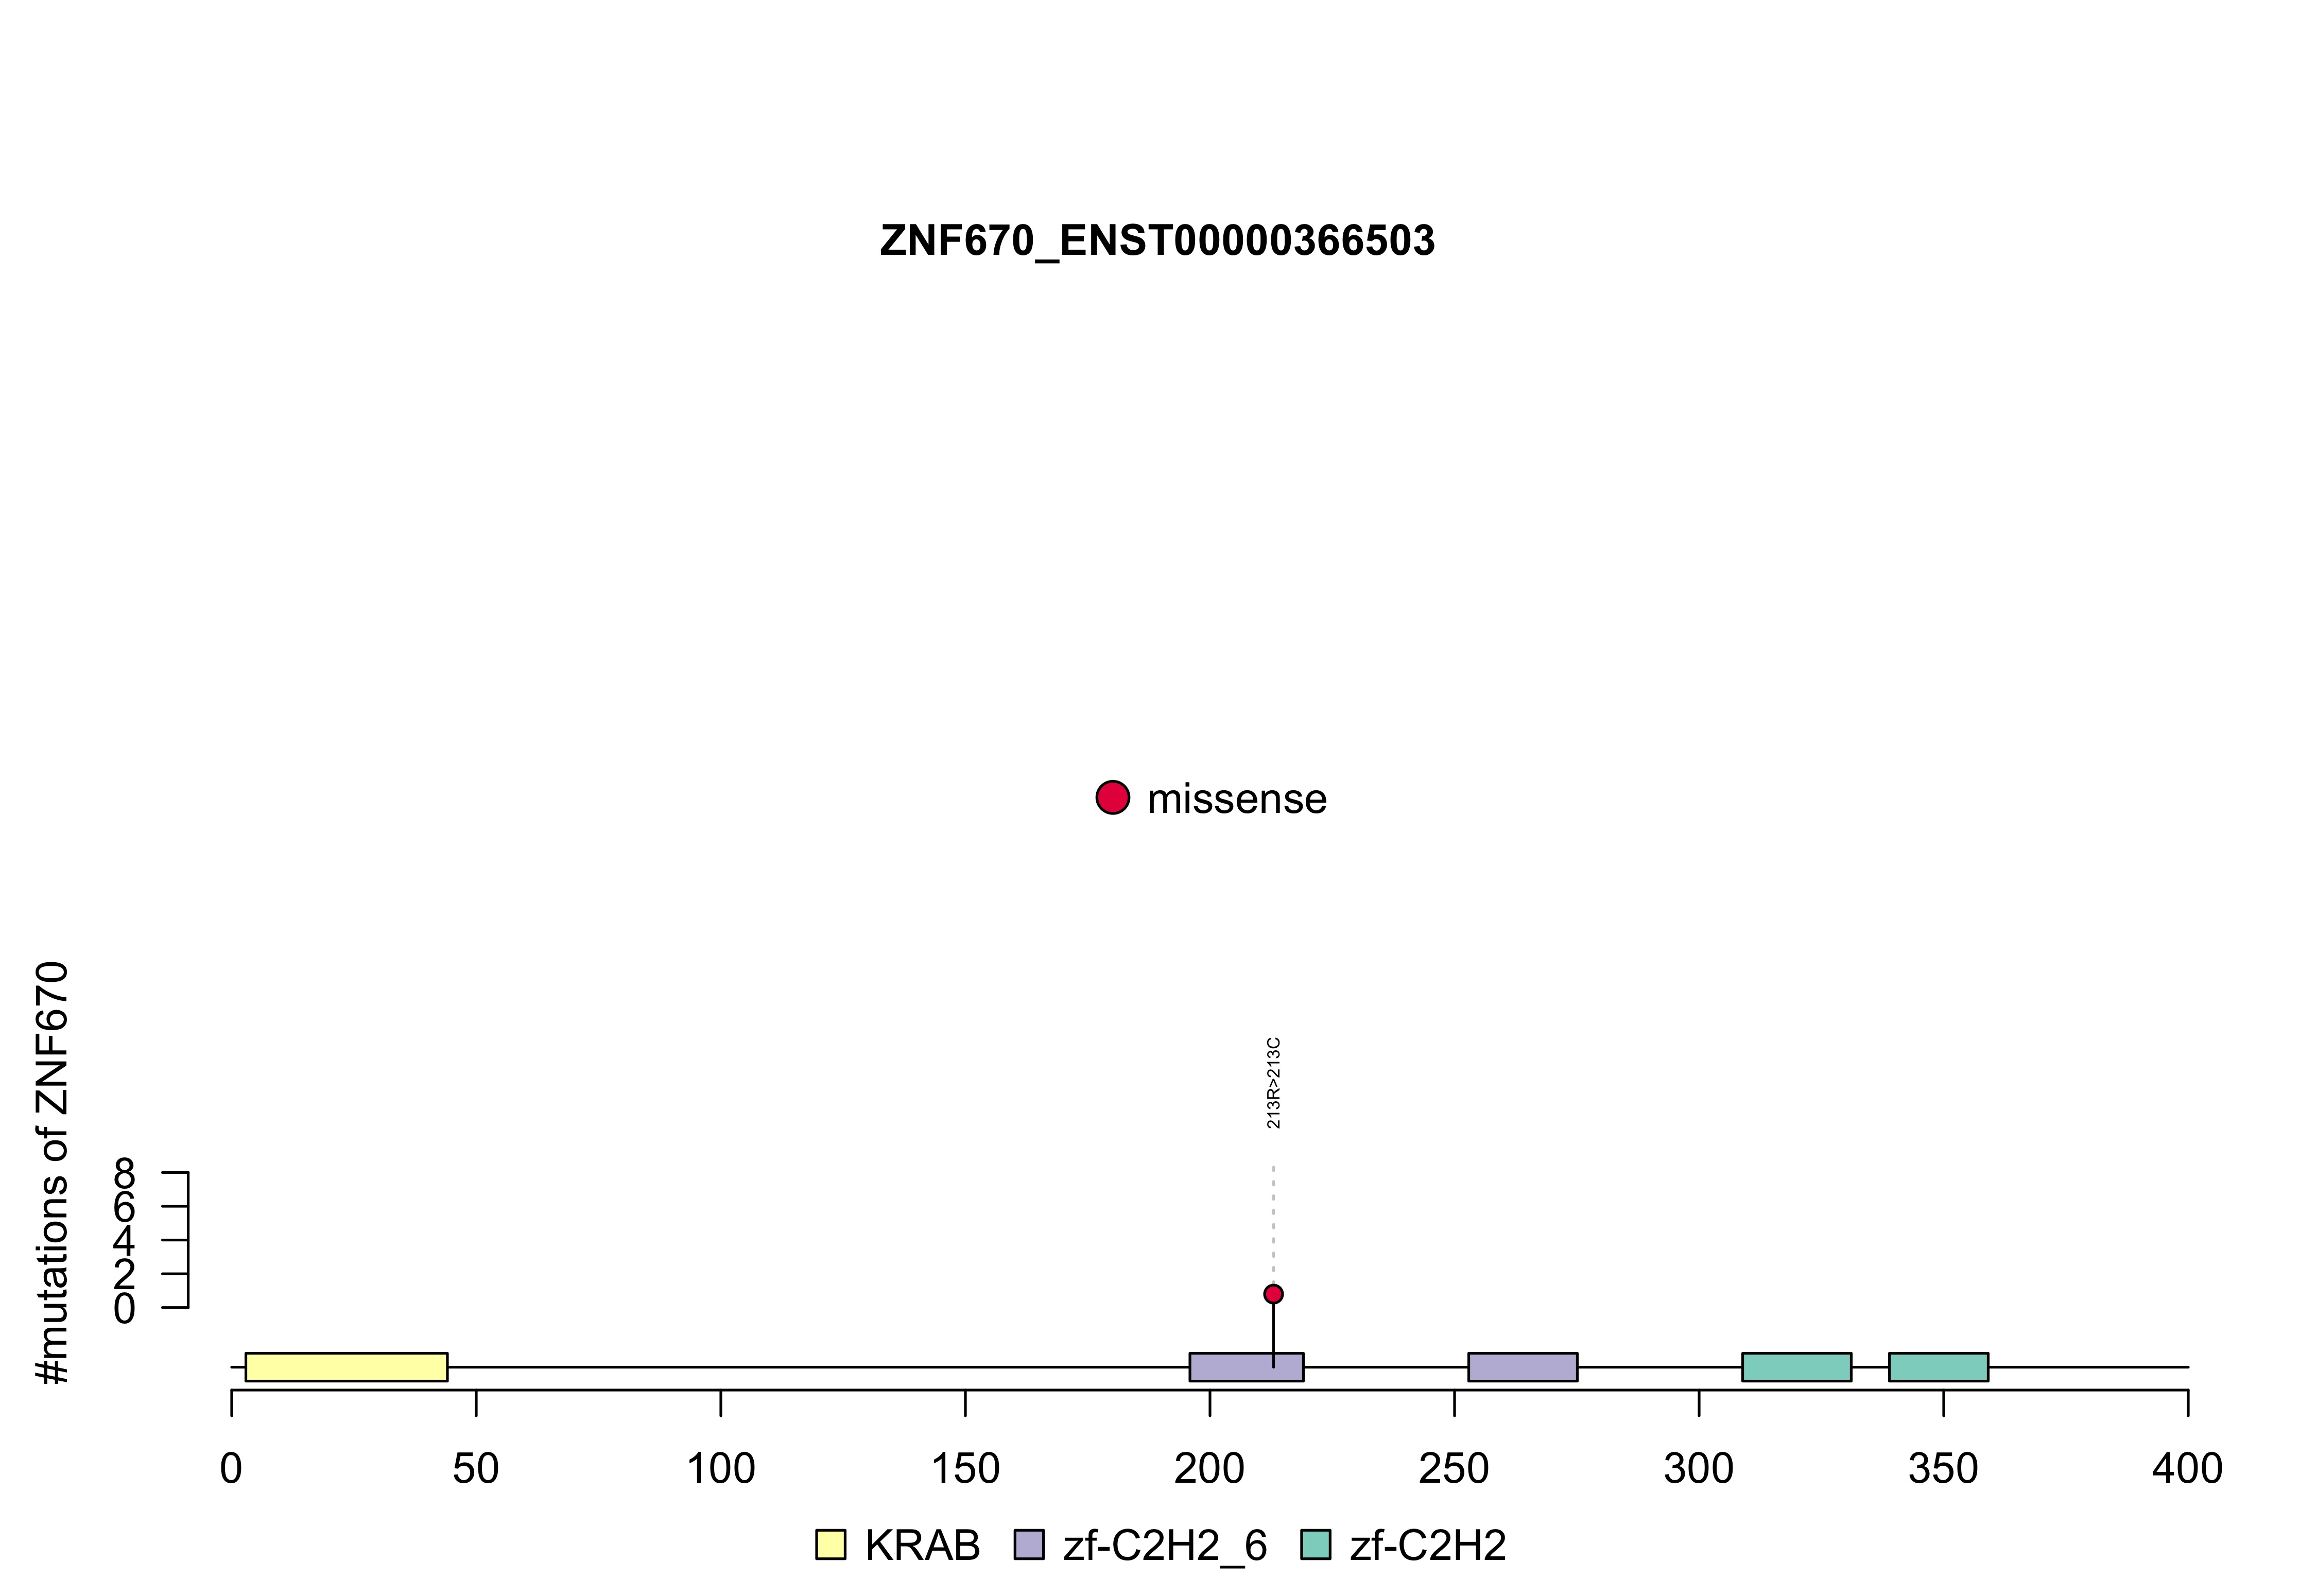 ZNF670_ENST00000366503
missense
#mutations of ZNF670
213R>213C
8
6
4
2
0
0 50 100 150 200 250 300 350 400
KRAB zf-C2H2_6 zf-C2H2